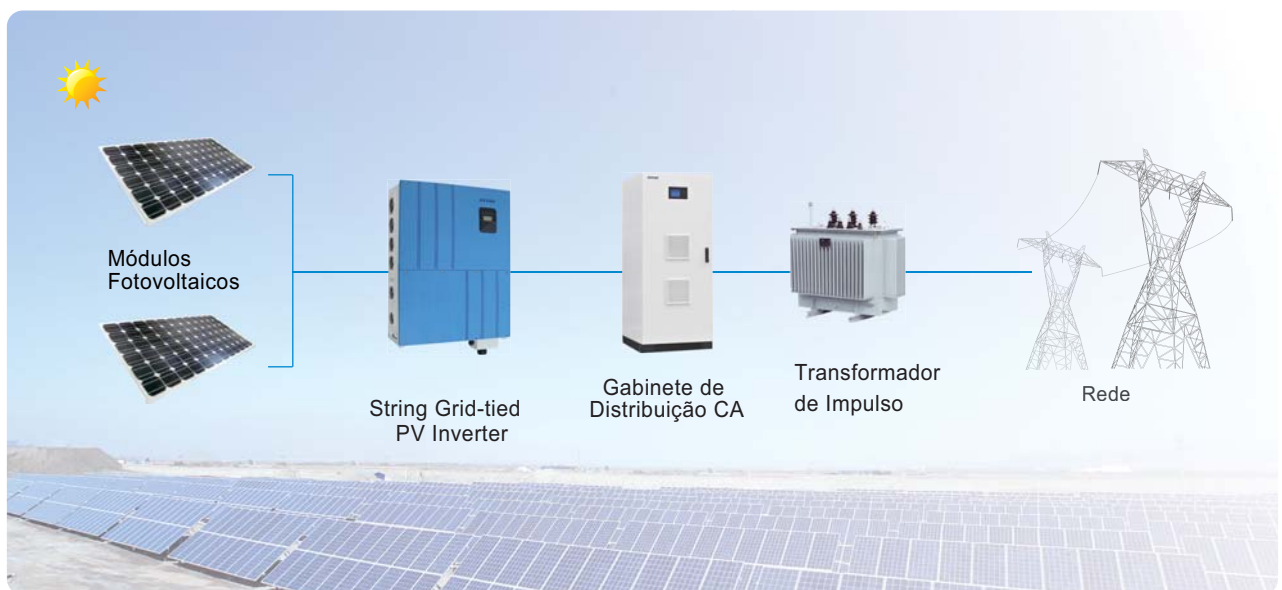 Módulos
Fotovoltaicos
String Grid-tied
PV Inverter
Gabinete de
Distribuição CA
Transformador
de Impulso
Rede